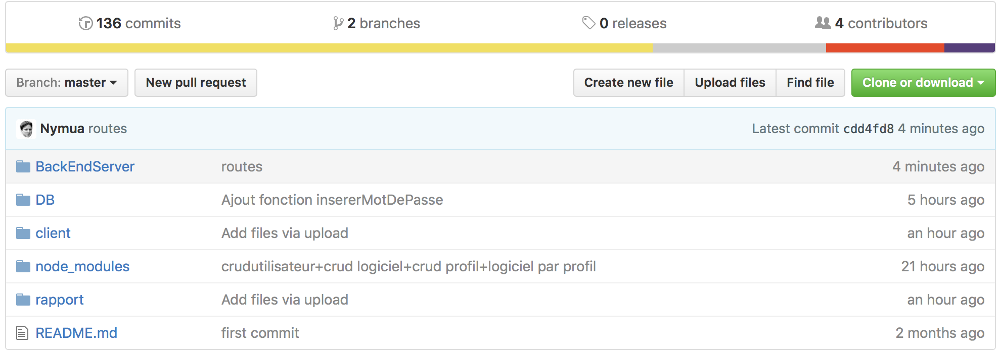 136 commits 2 branches 0 releases 4 contributors
Branch: master New pull request Create new file Upload files Find file Clone or download
Nymua routes Latest commit cdd4fd8 4 minutes ago
BackEndServer routes 4 minutes ago
DB Ajout fonction insererMotDePasse 5 hours ago
client Add files via upload an hour ago
node_modules crudutilisateur+crud logiciel+crud profil+logiciel par profil 21 hours ago
rapport Add files via upload an hour ago
README.md first commit 2 months ago